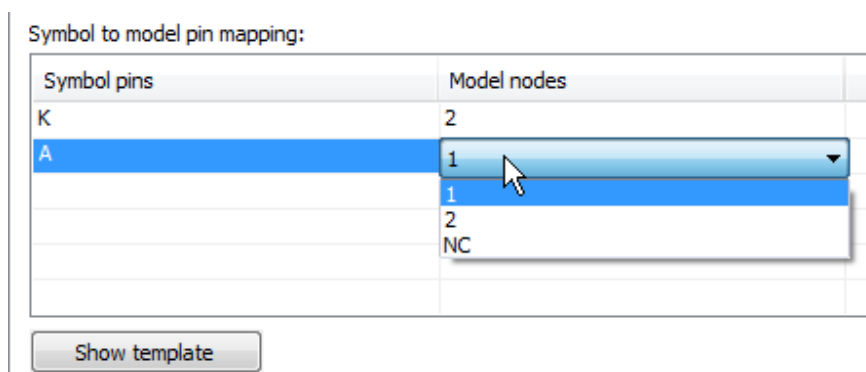 Symbol to model pin mapping:
Symbol pins Model nodes
K 2
A 1
1
2
NC
Show template